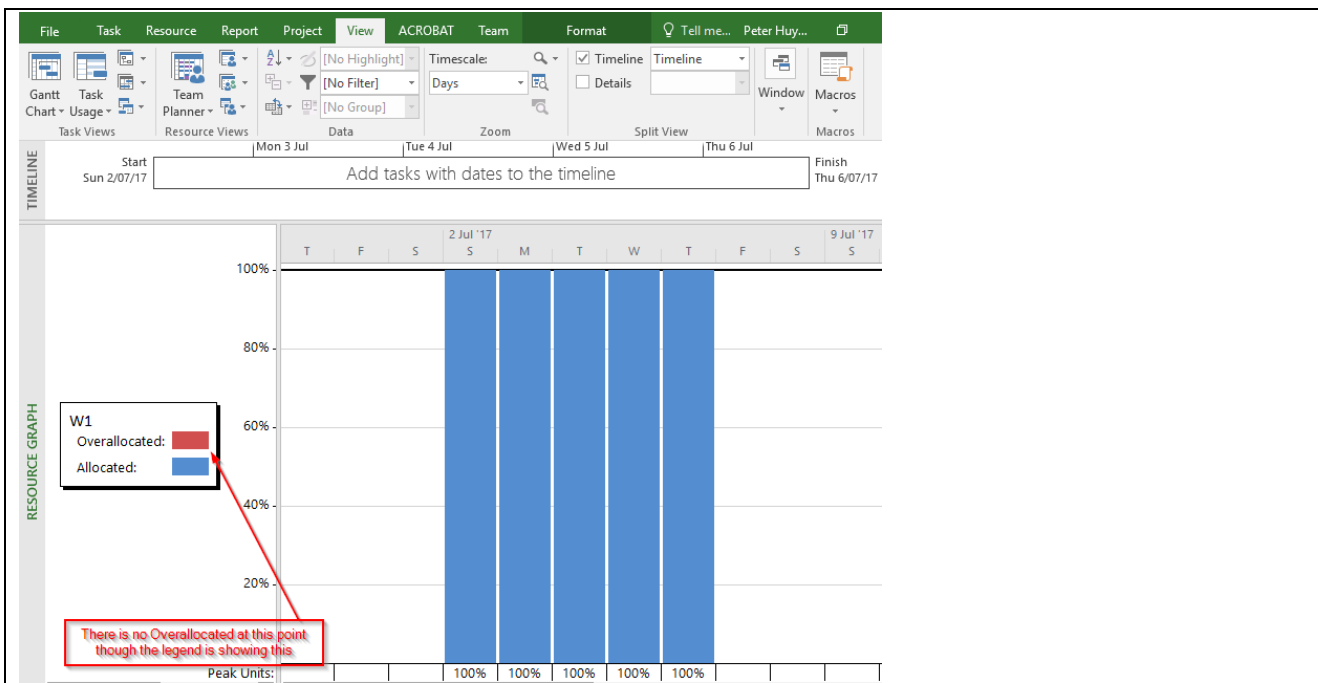 File Task Resource Report Project View ACROBAT Team Format Tell me... Peter Huy...
[No Highlight] Timescale: Timeline Timeline
[No Filter] Days Details
Gantt Chart Task Usage Team Planner [No Group] Window Macros
Task Views Resource Views Data Zoom Split View Macros
TIMELINE
Mon 3 Jul Tue 4 Jul Wed 5 Jul Thu 6 Jul
Start
Sun 2/07/17
Add tasks with dates to the timeline
Finish
Thu 6/07/17
RESOURCE GRAPH
2 Jul '17 9 Jul '17
T F S S M T W T F S S
100%
80%
60%
40%
20%
W1
Overallocated:
Allocated:
There is no Overallocated at this point
though the legend is showing this
Peak Units: 100% 100% 100% 100% 100%